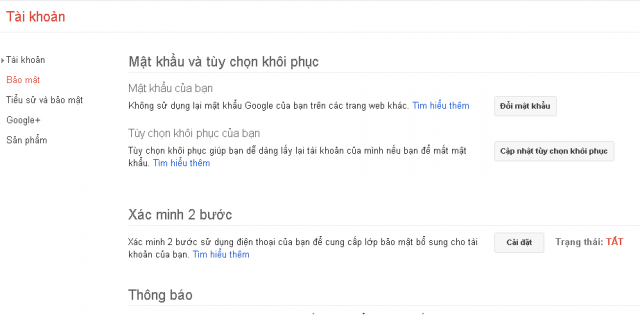 Tài khoản
Tài khoản
Bảo mật
Tiểu sử và bảo mật
Google+
Sản phẩm
Mật khẩu và tùy chọn khôi phục
Mật khẩu của bạn
Không sử dụng lại mật khẩu Google của bạn trên các trang web khác. Tìm hiểu thêm
Đổi mật khẩu
Tùy chọn khôi phục của bạn
Tùy chọn khôi phục giúp bạn dễ dàng lấy lại tài khoản của mình nếu bạn để mất mật
khẩu. Tìm hiểu thêm
Cập nhật tùy chọn khôi phục
Xác minh 2 bước
Xác minh 2 bước sử dụng điện thoại của bạn để cung cấp lớp bảo mật bổ sung cho tài
khoản của bạn. Tìm hiểu thêm
Cài đặt
Trạng thái: TẮT
Thông báo